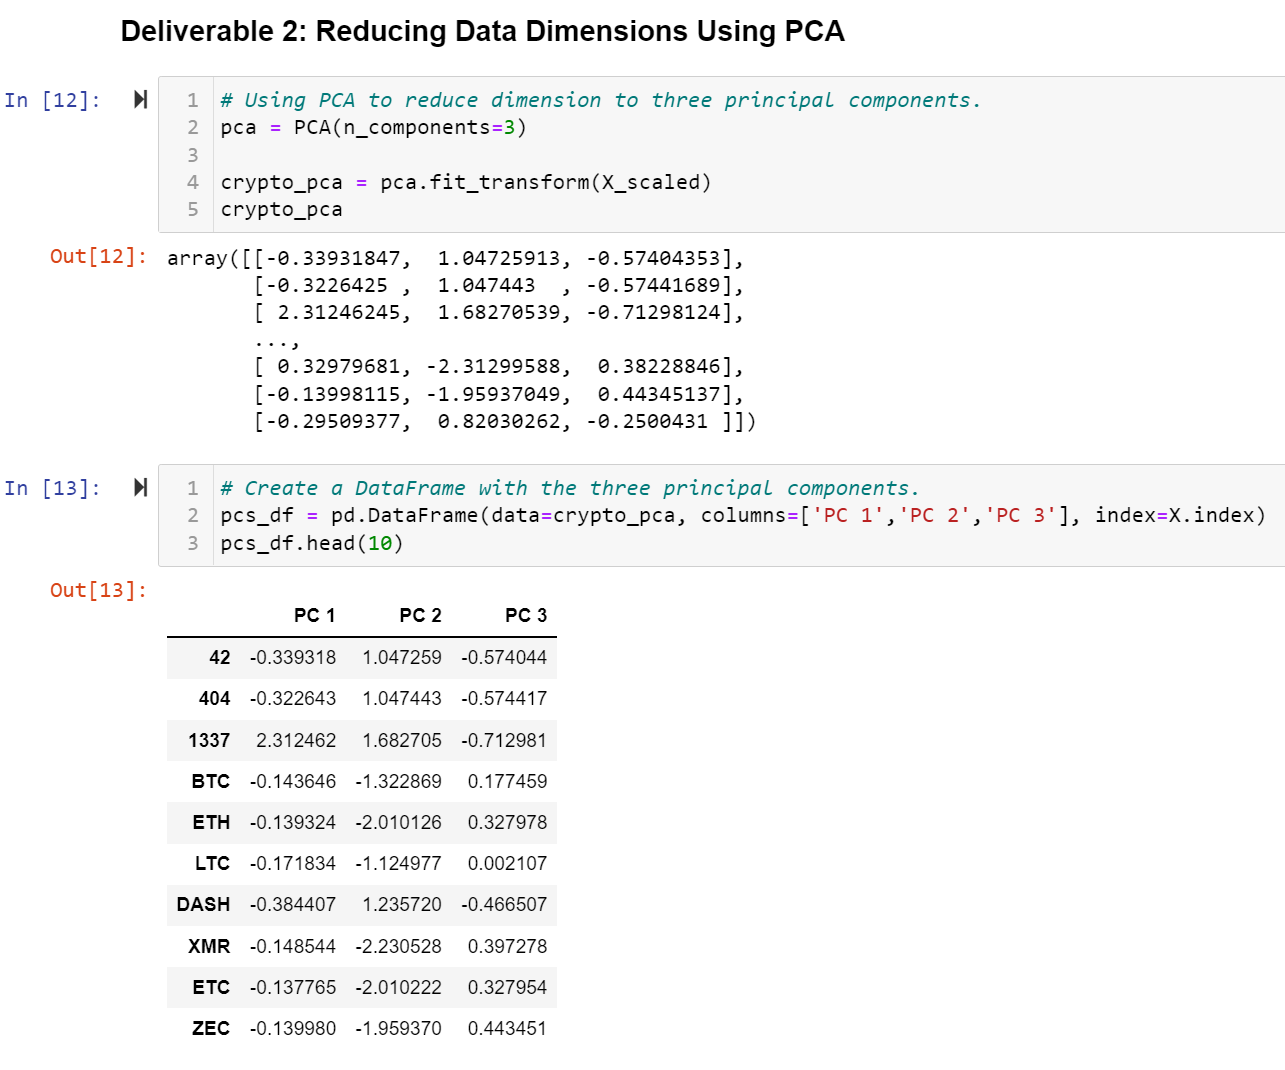 Deliverable 2: Reducing Data Dimensions Using PCA
In [12]:
1 # Using PCA to reduce dimension to three principal components.
2 pca = PCA(n_components=3)
3
4 crypto_pca = pca.fit_transform(X_scaled)
5 crypto_pca
Out[12]: array([[-0.33931847,  1.04725913, -0.57404353],
       [-0.3226425 ,  1.047443  , -0.57441689],
       [ 2.31246245,  1.68270539, -0.71298124],
       ...,
       [ 0.32979681, -2.31299588,  0.38228846],
       [-0.13998115, -1.95937049,  0.44345137],
       [-0.29509377,  0.82030262, -0.2500431 ]])
In [13]:
1 # Create a DataFrame with the three principal components.
2 pcs_df = pd.DataFrame(data=crypto_pca, columns=['PC 1','PC 2','PC 3'], index=X.index)
3 pcs_df.head(10)
Out[13]:
PC 1 PC 2 PC 3
42 -0.339318 1.047259 -0.574044
404 -0.322643 1.047443 -0.574417
1337 2.312462 1.682705 -0.712981
BTC -0.143646 -1.322869 0.177459
ETH -0.139324 -2.010126 0.327978
LTC -0.171834 -1.124977 0.002107
DASH -0.384407 1.235720 -0.466507
XMR -0.148544 -2.230528 0.397278
ETC -0.137765 -2.010222 0.327954
ZEC -0.139980 -1.959370 0.443451